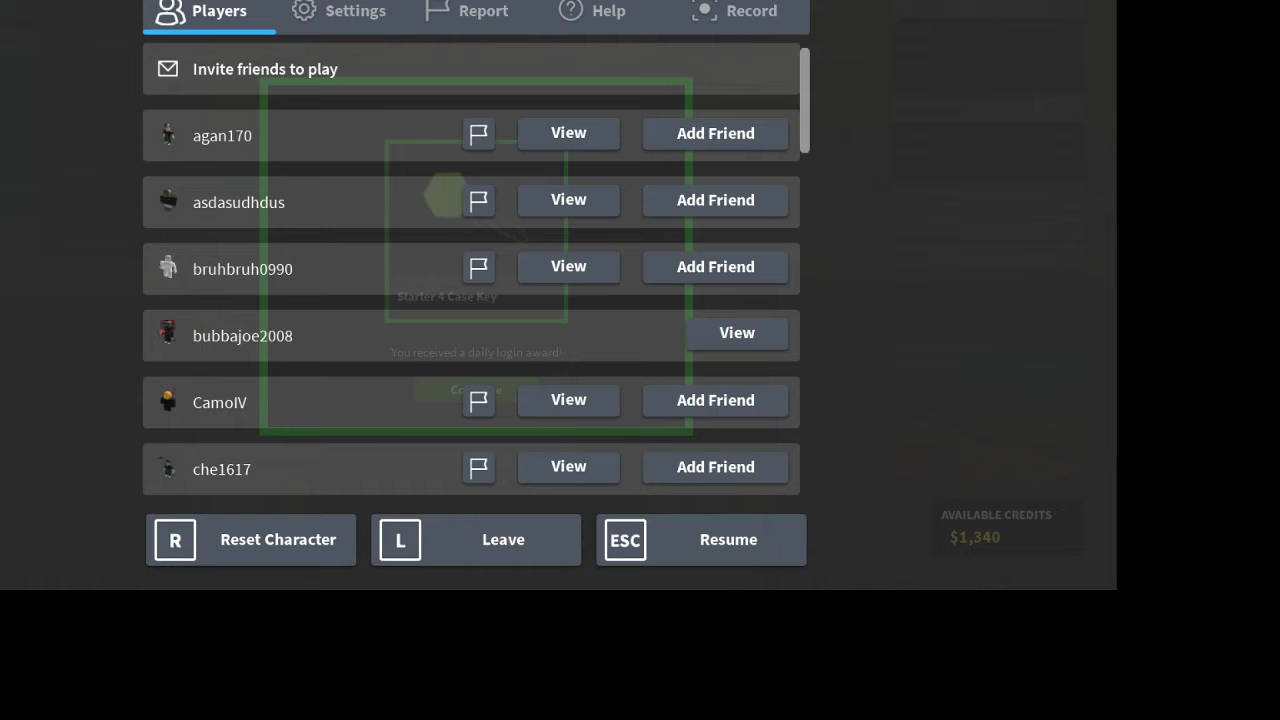 Players Settings Report Help Record
Invite friends to play
agan170 View Add Friend
asdasudhdus View Add Friend
bruhbruh0990 View Add Friend
Starter 4 Case Key
bubbajoe2008 View
You received a daily login award!
CamoIV View Add Friend
che1617 View Add Friend
AVAILABLE CREDITS
$1,340
R Reset Character L Leave ESC Resume